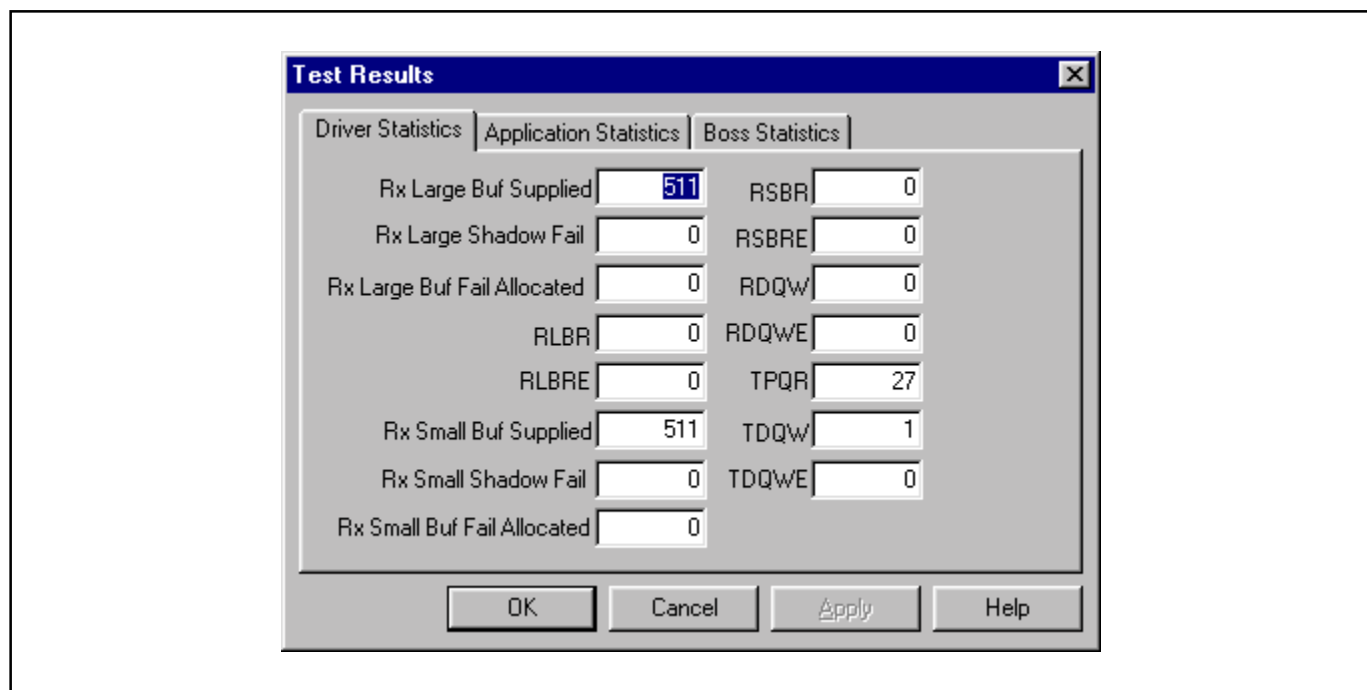 Test Results
Driver Statistics Application Statistics Boss Statistics
Rx Large Buf Supplied 511 RSBR 0
Rx Large Shadow Fail 0 RSBRE 0
Rx Large Buf Fail Allocated 0 RDQW 0
RLBR 0 RDQWE 0
RLBRE 0 TPQR 27
Rx Small Buf Supplied 511 TDQW 1
Rx Small Shadow Fail 0 TDQWE 0
Rx Small Buf Fail Allocated 0
OK Cancel Apply Help